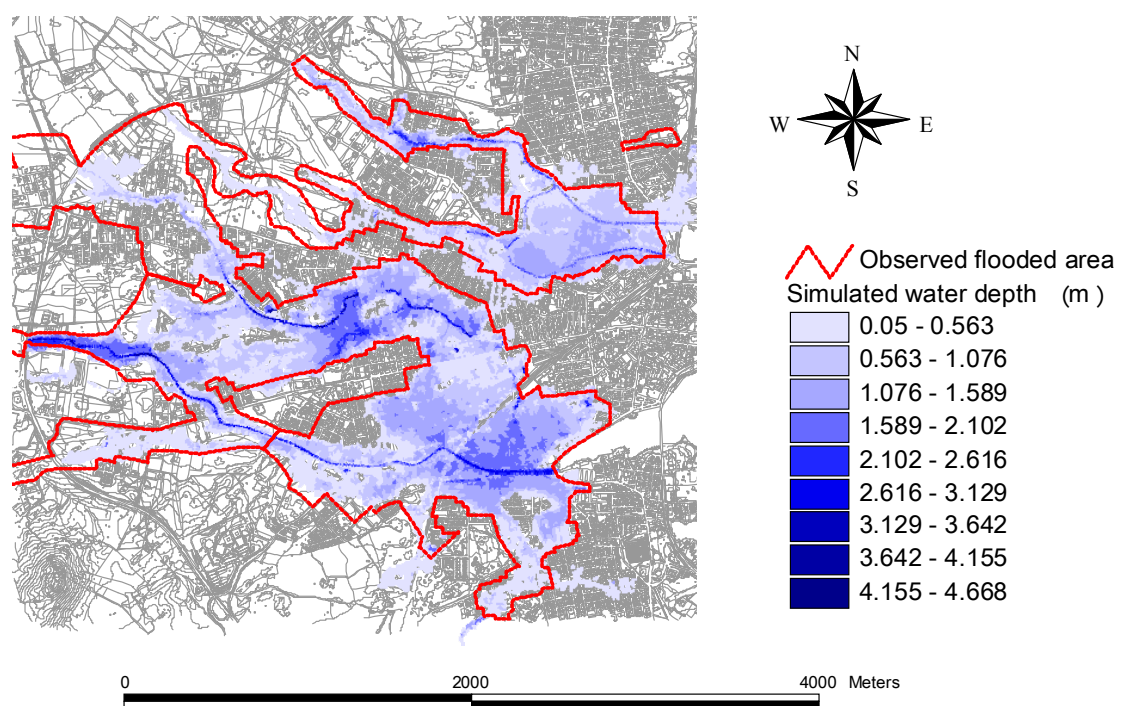 N
W E
S
Observed flooded area
Simulated water depth (m )
0.05 - 0.563
0.563 - 1.076
1.076 - 1.589
1.589 - 2.102
2.102 - 2.616
2.616 - 3.129
3.129 - 3.642
3.642 - 4.155
4.155 - 4.668
0 2000 4000 Meters